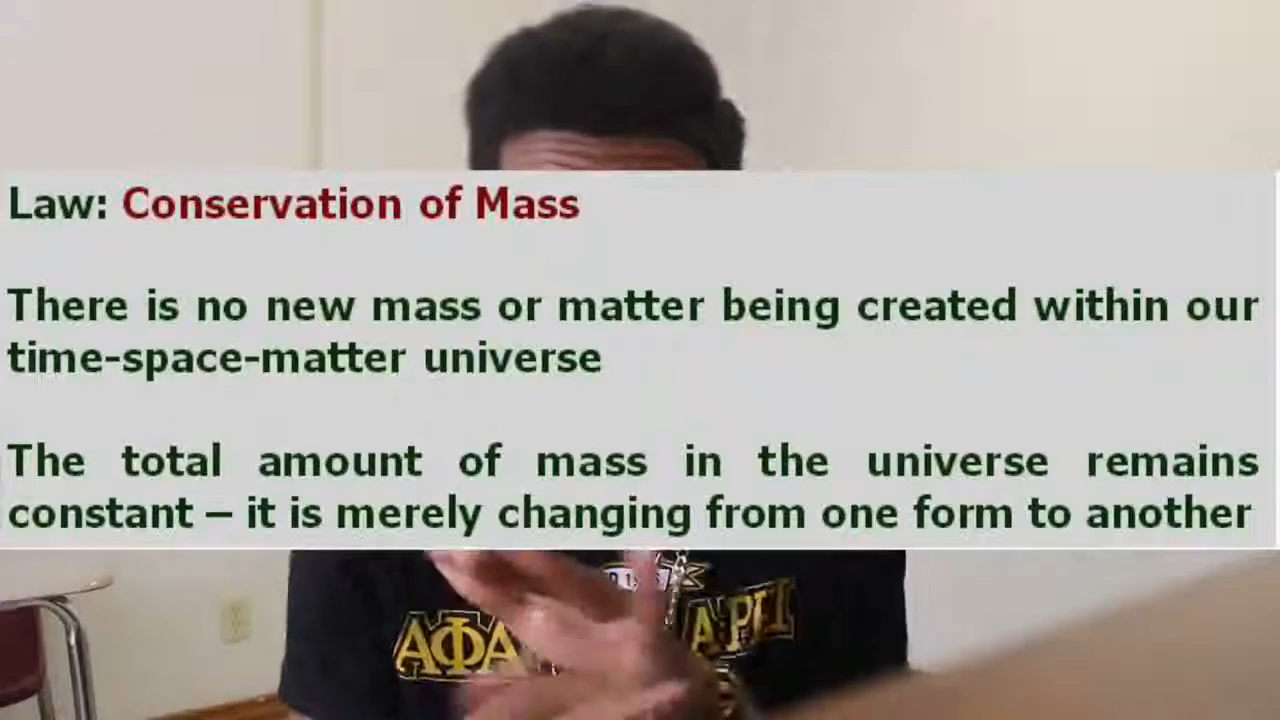 Law: Conservation of Mass
There is no new mass or matter being created within our
time-space-matter universe
The total amount of mass in the universe remains
constant – it is merely changing from one form to another
ΑΦΑ
ΑΡΗ